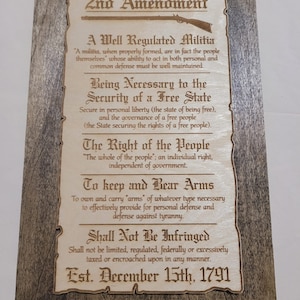 2nd Amendment
A Well Regulated Militia
"A militia, when properly formed, are in fact the people
themselves" whose ability to act in both personal and
common defense must be well maintained.
Being Necessary to the
Security of a Free State
Secure in personal liberty (the state of being free),
and the governance of a free people
(the State securing the rights of a free people).
The Right of the People
"The whole of the people"; an individual right,
independent of government.
To keep and Bear Arms
To own and carry "arms" of whatever type necessary
to effectively provide for personal defense and
defense against tyranny.
Shall Not Be Infringed
Shall not be limited, regulated, federally or excessively
taxed or encroached upon in any manner.
Est. December 15th, 1791